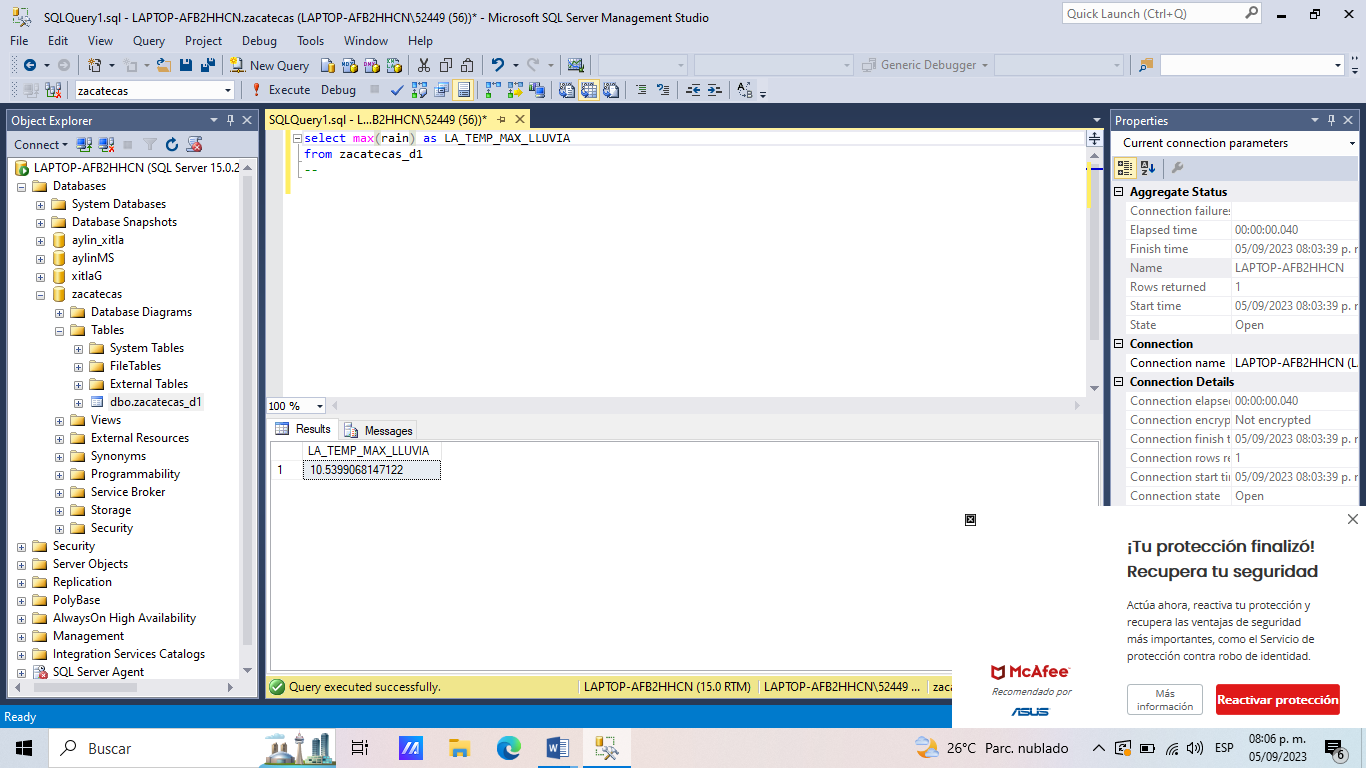 SQLQuery1.sql - LAPTOP-AFB2HHCN.zacatecas (LAPTOP-AFB2HHCN\52449 (56))* - Microsoft SQL Server Management Studio
Quick Launch (Ctrl+Q)
File Edit View Query Project Debug Tools Window Help
New Query
Generic Debugger
zacatecas
Execute Debug
Object Explorer
Connect
LAPTOP-AFB2HHCN (SQL Server 15.0.2
Databases
System Databases
Database Snapshots
aylin_xitla
aylinMS
xitlaG
zacatecas
Database Diagrams
Tables
System Tables
FileTables
External Tables
dbo.zacatecas_d1
Views
External Resources
Synonyms
Programmability
Service Broker
Storage
Security
Security
Server Objects
Replication
PolyBase
AlwaysOn High Availability
Management
Integration Services Catalogs
SQL Server Agent
SQLQuery1.sql - L...B2HHCN\52449 (56))*
select max(rain) as LA_TEMP_MAX_LLUVIA
from zacatecas_d1
--
100 %
Results Messages
LA_TEMP_MAX_LLUVIA
1 10.5399068147122
Query executed successfully.
LAPTOP-AFB2HHCN (15.0 RTM)
LAPTOP-AFB2HHCN\52449 ...
zaca
Properties
Current connection parameters
Aggregate Status
Connection failures
Elapsed time 00:00:00.040
Finish time 05/09/2023 08:03:39 p. r
Name LAPTOP-AFB2HHCN
Rows returned 1
Start time 05/09/2023 08:03:39 p. r
State Open
Connection
Connection name LAPTOP-AFB2HHCN (L
Connection Details
Connection elapse 00:00:00.040
Connection encryp Not encrypted
Connection finish t 05/09/2023 08:03:39 p. r
Connection rows re 1
Connection start tir 05/09/2023 08:03:39 p. r
Connection state Open
¡Tu protección finalizó!
Recupera tu seguridad
Actúa ahora, reactiva tu protección y
recupera las ventajas de seguridad
más importantes, como el Servicio de
protección contra robo de identidad.
McAfee
Recomendado por
ASUS
Más
información
Reactivar protección
Ready
Buscar
26°C Parc. nublado
ESP
08:06 p. m.
05/09/2023
6